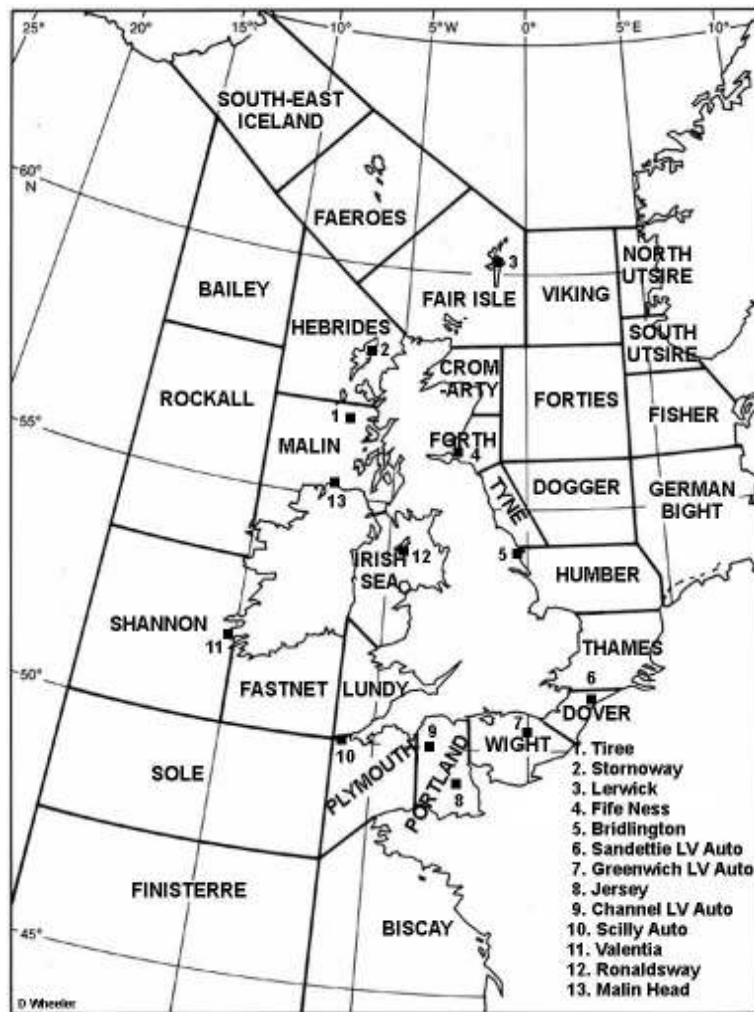 25° 20° 15° 10°W 5°W 0° 5°E 10°E
SOUTH-EAST
ICELAND
60°
N
FAEROES
3
NORTH
UTSIRE
BAILEY
FAIR ISLE
VIKING
HEBRIDES
2
SOUTH
UTSIRE
CROM
-ARTY
ROCKALL
FORTIES
FISHER
55°
1
MALIN
FORTH
4
13
TYNE
DOGGER
GERMAN
BIGHT
IRISH
SEA
12
5
HUMBER
SHANNON
11
THAMES
50°
FASTNET
LUNDY
6
DOVER
10
PLYMOUTH
9
PORTLAND
8
7
WIGHT
SOLE
FINISTERRE
BISCAY
45°
1. Tiree
2. Stornoway
3. Lerwick
4. Fife Ness
5. Bridlington
6. Sandettie LV Auto
7. Greenwich LV Auto
8. Jersey
9. Channel LV Auto
10. Scilly Auto
11. Valentia
12. Ronaldsway
13. Malin Head
D Wheeler